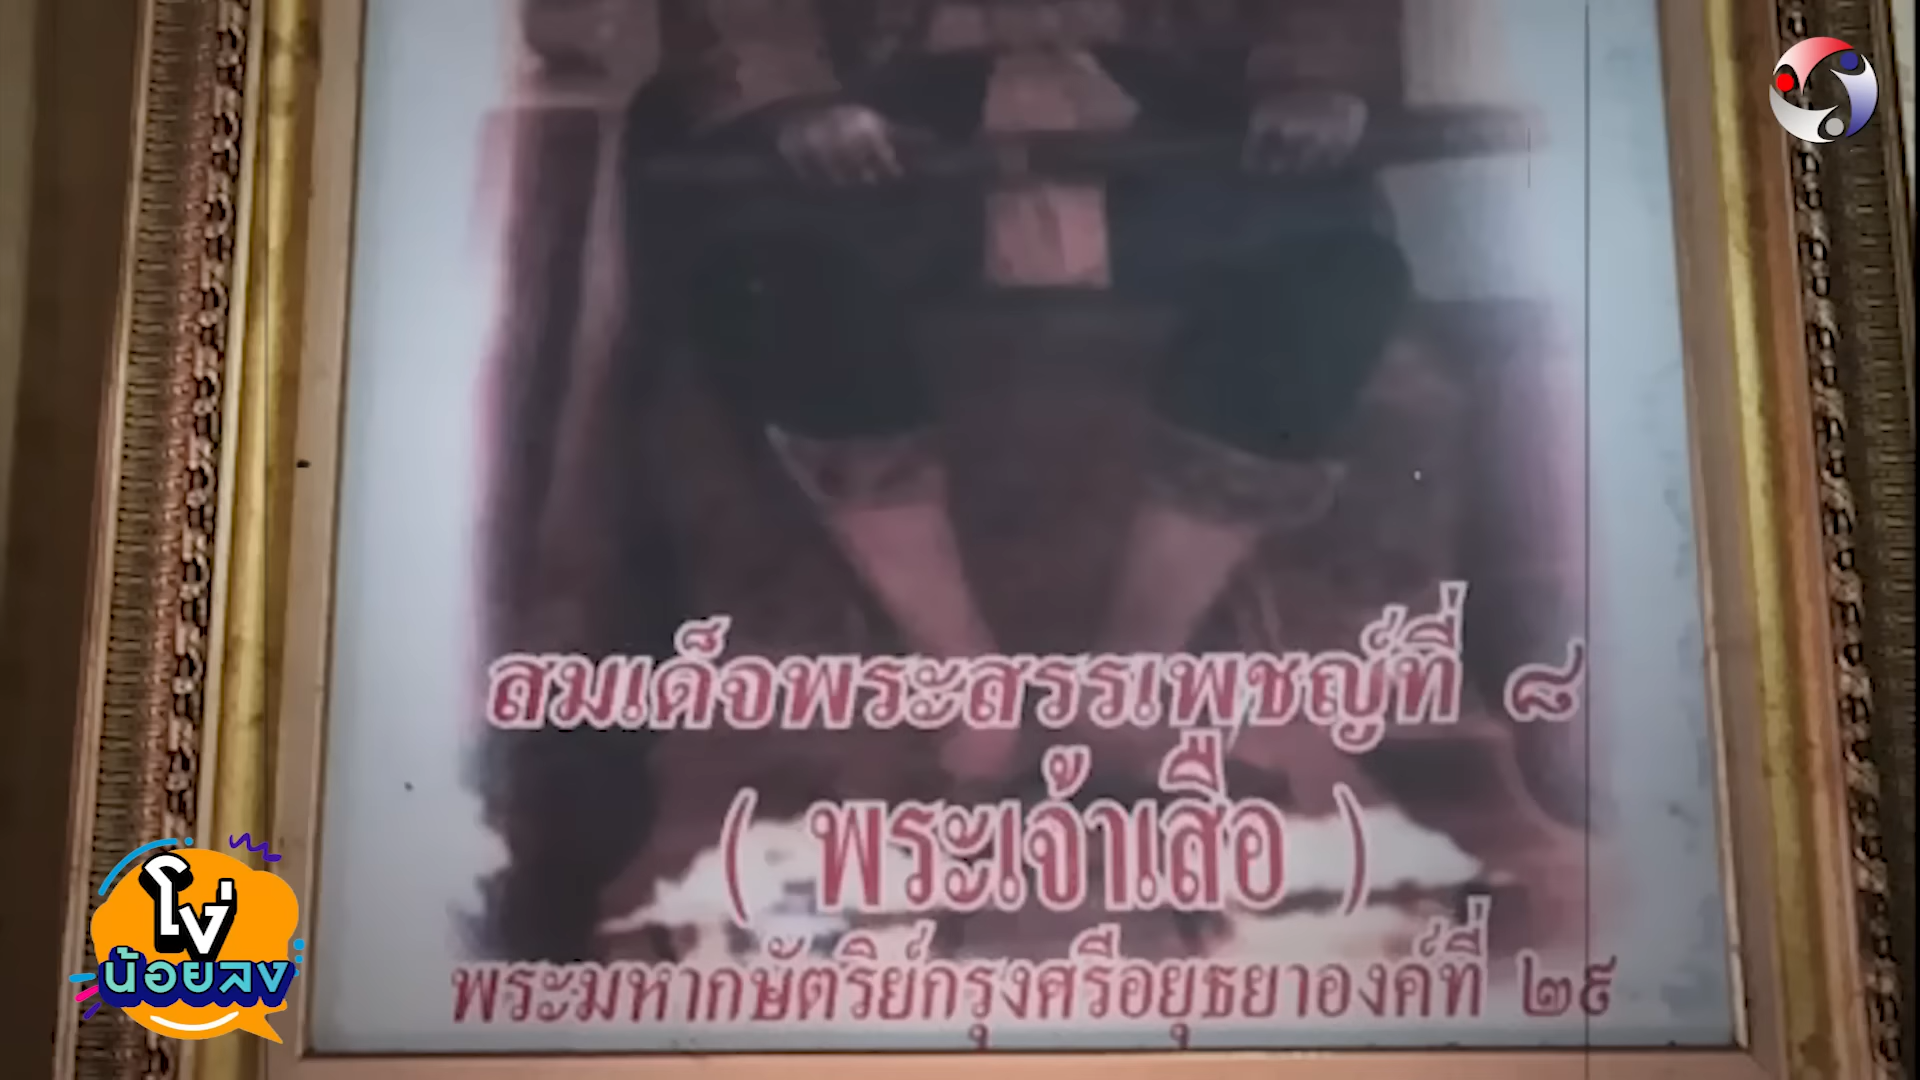 สมเด็จพระสรรเพชญ์ที่ ๘
( พระเจ้าเสือ )
พระมหากษัตริย์กรุงศรีอยุธยาองค์ที่ ๒๙
โง่
น้อยลง